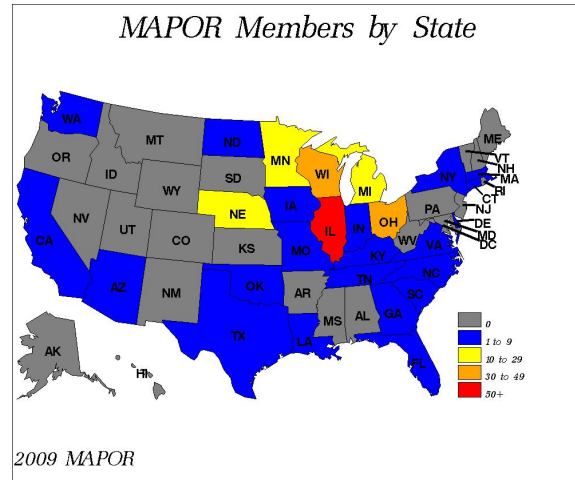 MAPOR Members by State
WA
MT
ND
ME
OR
ID
MN
VT
NH
WI
NY
MA
SD
WY
MI
RI
CT
IA
PA
NJ
NE
OH
NV
IL
IN
DE
UT
MD
CO
WV
VA
DC
CA
KS
MO
KY
NC
TN
OK
AZ
NM
AR
SC
MS
AL
GA
TX
LA
AK
HI
FL
0
1 to 9
10 to 29
30 to 49
50+
2009 MAPOR